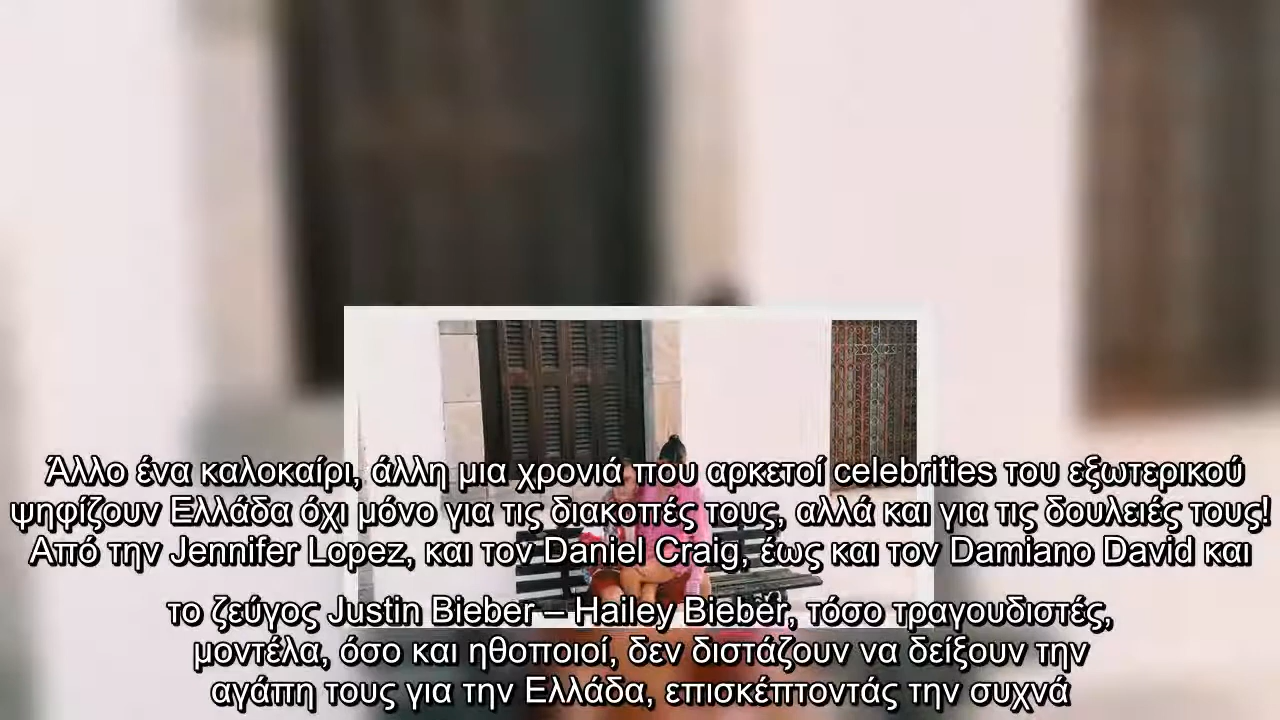 Άλλο ένα καλοκαίρι, άλλη μια χρονιά που αρκετοί celebrities του εξωτερικού
ψηφίζουν Ελλάδα όχι μόνο για τις διακοπές τους, αλλά και για τις δουλειές τους!
Από την Jennifer Lopez, και τον Daniel Craig, έως και τον Damiano David και
το ζεύγος Justin Bieber – Hailey Bieber, τόσο τραγουδιστές,
μοντέλα, όσο και ηθοποιοί, δεν διστάζουν να δείξουν την
αγάπη τους για την Ελλάδα, επισκέπτοντάς την συχνά